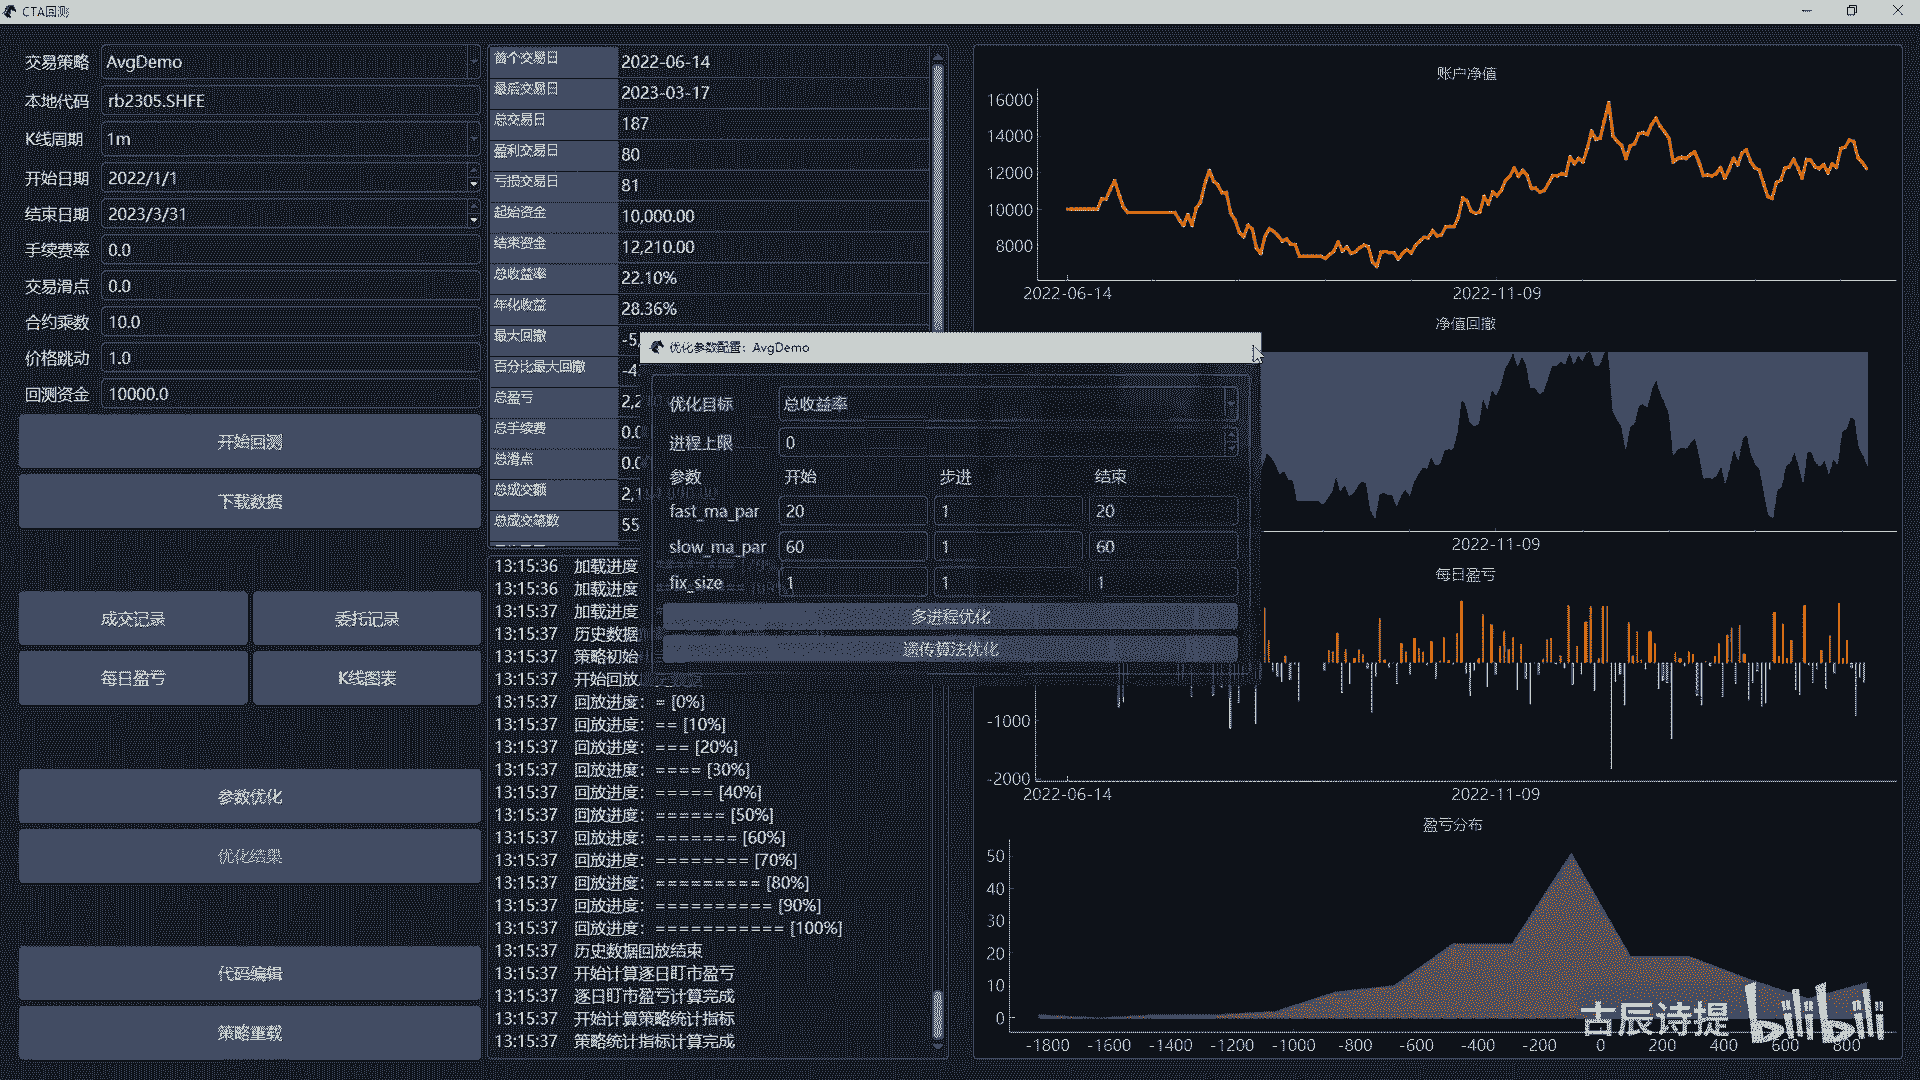 CTA回测
交易策略 AvgDemo
本地代码 rb2305.SHFE
K线周期 1m
开始日期 2022/1/1
结束日期 2023/3/31
手续费率 0.0
交易滑点 0.0
合约乘数 10.0
价格跳动 1.0
回测资金 10000.0
开始回测
下载数据
成交记录 委托记录
每日盈亏 K线图表
参数优化
优化结果
代码编辑
策略重载
首个交易日 2022-06-14
最后交易日 2023-03-17
总交易日 187
盈利交易日 80
亏损交易日 81
起始资金 10,000.00
结束资金 12,210.00
总收益率 22.10%
年化收益 28.36%
最大回撤 -5,
百分比最大回撤 -4
总盈亏 2,2
总手续费 0.0
总滑点 0.0
总成交额 2,1
总成交笔数 55
13:15:36 加载进度
13:15:36 加载进度
13:15:37 加载进度
13:15:37 历史数据
13:15:37 策略初始
13:15:37 开始回放
13:15:37 回放进度：= [0%]
13:15:37 回放进度：== [10%]
13:15:37 回放进度：=== [20%]
13:15:37 回放进度：==== [30%]
13:15:37 回放进度：===== [40%]
13:15:37 回放进度：====== [50%]
13:15:37 回放进度：======= [60%]
13:15:37 回放进度：======== [70%]
13:15:37 回放进度：========= [80%]
13:15:37 回放进度：========== [90%]
13:15:37 回放进度：=========== [100%]
13:15:37 历史数据回放结束
13:15:37 开始计算逐日盯市盈亏
13:15:37 逐日盯市盈亏计算完成
13:15:37 开始计算策略统计指标
13:15:37 策略统计指标计算完成
优化参数配置：AvgDemo
优化目标 总收益率
进程上限 0
参数 开始 步进 结束
fast_ma_par 20 1 20
slow_ma_par 60 1 60
fix_size 1 1 1
多进程优化
遗传算法优化
账户净值
16000
14000
12000
10000
8000
2022-06-14 2022-11-09
净值回撤
2022-11-09
每日盈亏
-1000
-2000
2022-06-14 2022-11-09
盈亏分布
50
40
30
20
10
0
-1800 -1600 -1400 -1200 -1000 -800 -600 -400 -200 0 200 400 600 800
古辰诗提 bilibili